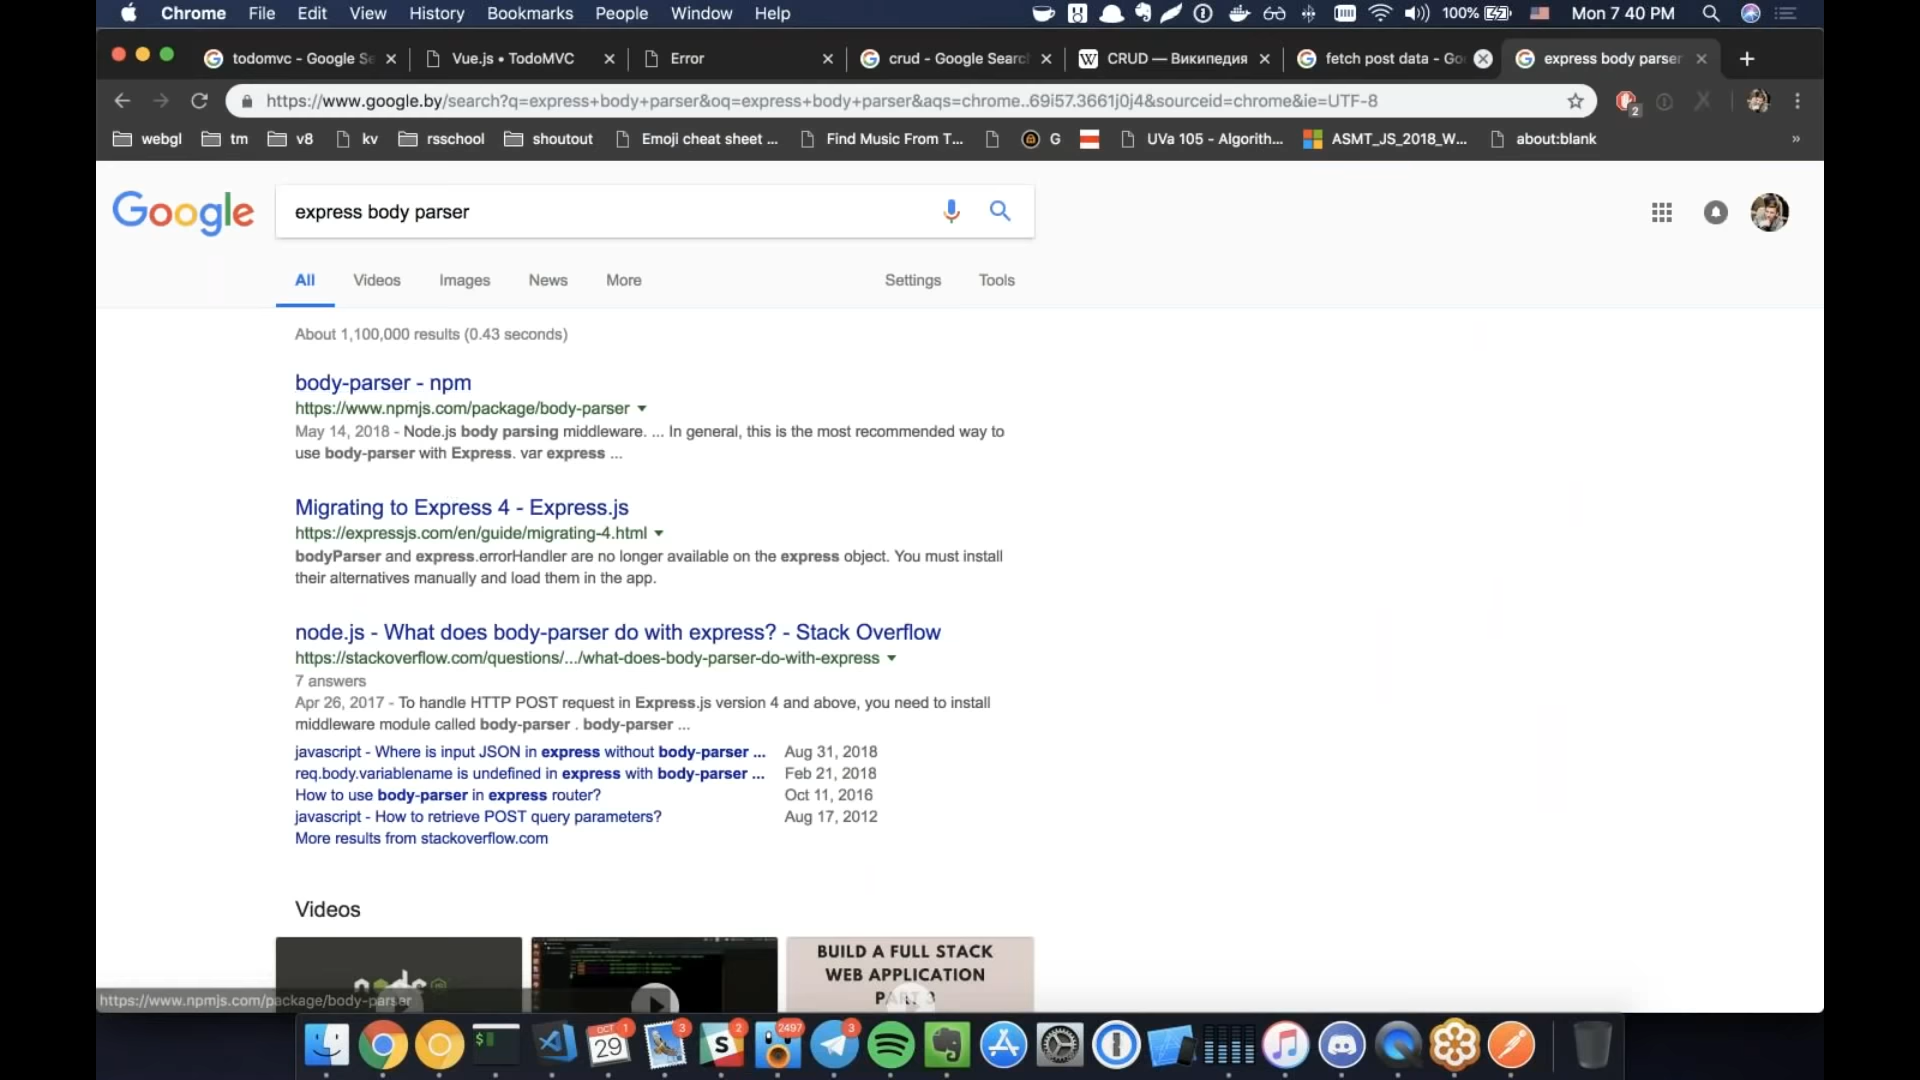 Chrome File Edit View History Bookmarks People Window Help 100% Mon 7 40 PM
todomvc - Google Se Vue.js • TodoMVC Error crud - Google Search CRUD — Википедия fetch post data - Go express body parser
https://www.google.by/search?q=express+body+parser&oq=express+body+parser&aqs=chrome..69i57.3661j0j4&sourceid=chrome&ie=UTF-8 2
webgl tm v8 kv rsschool shoutout Emoji cheat sheet ... Find Music From T... G UVa 105 - Algorith... ASMT_JS_2018_W... about:blank »
Google express body parser
All Videos Images News More Settings Tools
About 1,100,000 results (0.43 seconds)
body-parser - npm
https://www.npmjs.com/package/body-parser
May 14, 2018 - Node.js body parsing middleware. ... In general, this is the most recommended way to
use body-parser with Express. var express ...
Migrating to Express 4 - Express.js
https://expressjs.com/en/guide/migrating-4.html
bodyParser and express.errorHandler are no longer available on the express object. You must install
their alternatives manually and load them in the app.
node.js - What does body-parser do with express? - Stack Overflow
https://stackoverflow.com/questions/.../what-does-body-parser-do-with-express
7 answers
Apr 26, 2017 - To handle HTTP POST request in Express.js version 4 and above, you need to install
middleware module called body-parser . body-parser ...
javascript - Where is input JSON in express without body-parser ... Aug 31, 2018
req.body.variablename is undefined in express with body-parser ... Feb 21, 2018
How to use body-parser in express router? Oct 11, 2016
javascript - How to retrieve POST query parameters? Aug 17, 2012
More results from stackoverflow.com
Videos
BUILD A FULL STACK
WEB APPLICATION
PART 3
https://www.npmjs.com/package/body-parser
OCT 29 1 3 2 2497 3